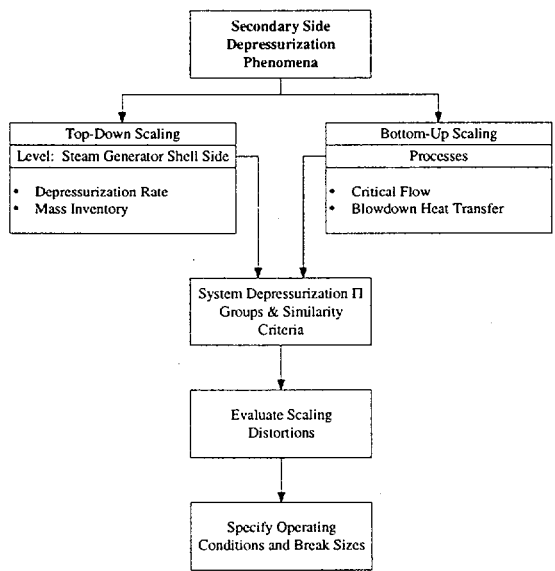 Secondary Side
Depressurization
Phenomena
Top-Down Scaling
Level: Steam Generator Shell Side
• Depressurization Rate
• Mass Inventory
Bottom-Up Scaling
Processes
• Critical Flow
• Blowdown Heat Transfer
System Depressurization Π
Groups & Similarity
Criteria
Evaluate Scaling
Distortions
Specify Operating
Conditions and Break Sizes